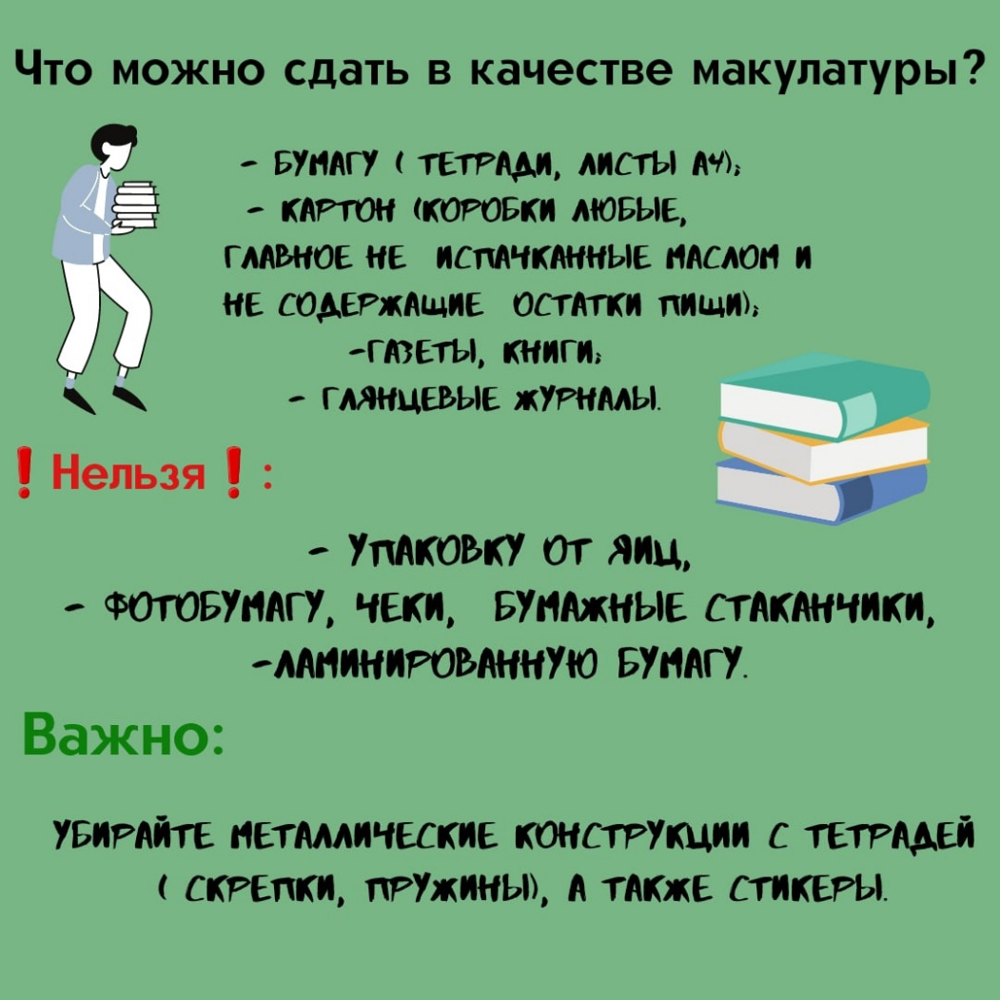 Что можно сдать в качестве макулатуры?
- БУМАГУ ( ТЕТРАДИ, ЛИСТЫ А4);
- КАРТОН (КОРОБКИ ЛЮБЫЕ,
ГЛАВНОЕ НЕ ИСПАЧКАННЫЕ МАСЛОМ И
НЕ СОДЕРЖАЩИЕ ОСТАТКИ ПИЩИ);
-ГАЗЕТЫ, КНИГИ;
- ГЛЯНЦЕВЫЕ ЖУРНАЛЫ.
❗Нельзя❗:
- УПАКОВКУ ОТ ЯИЦ,
- ФОТОБУМАГУ, ЧЕКИ, БУМАЖНЫЕ СТАКАНЧИКИ,
-ЛАМИНИРОВАННУЮ БУМАГУ.
Важно:
УБИРАЙТЕ МЕТАЛЛИЧЕСКИЕ КОНСТРУКЦИИ С ТЕТРАДЕЙ
( СКРЕПКИ, ПРУЖИНЫ), А ТАКЖЕ СТИКЕРЫ.